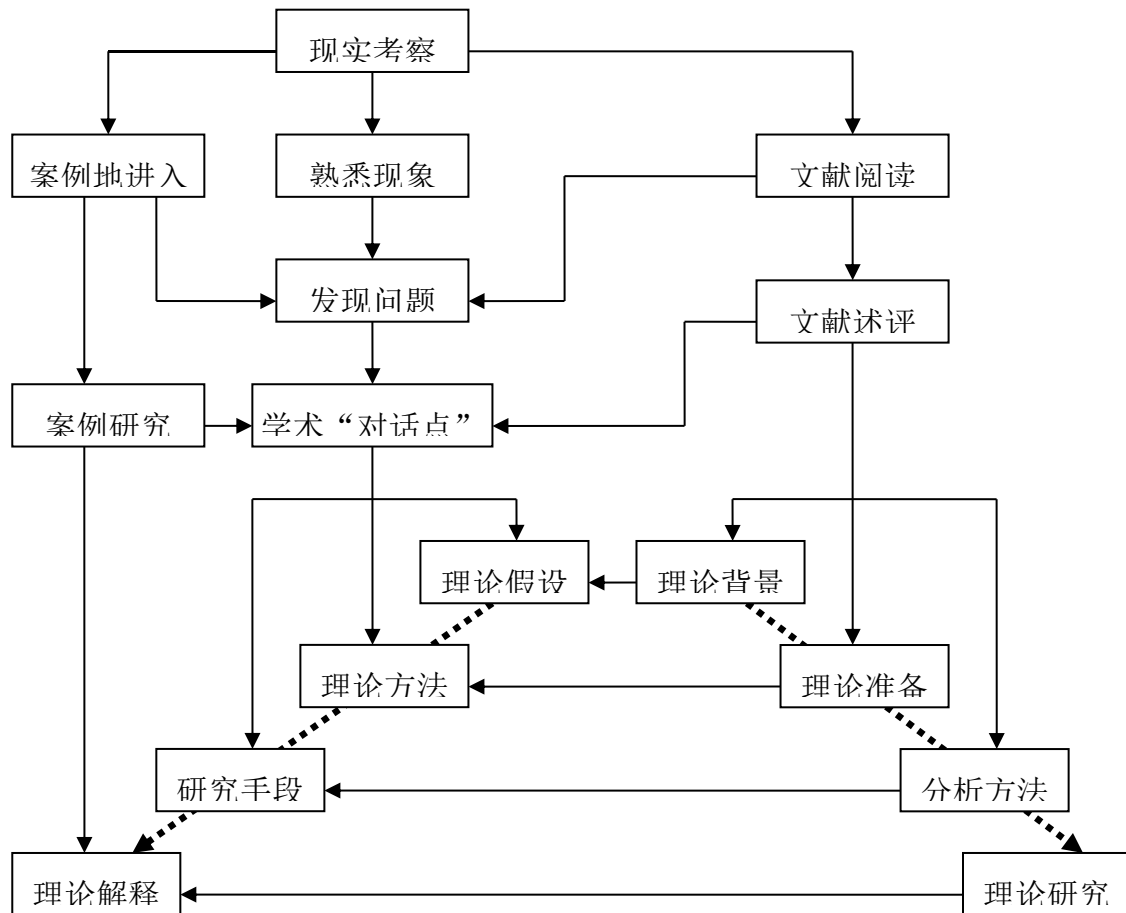 现实考察
案例地进入
熟悉现象
文献阅读
发现问题
文献述评
案例研究
学术“对话点”
理论假设
理论背景
理论方法
理论准备
研究手段
分析方法
理论解释
理论研究